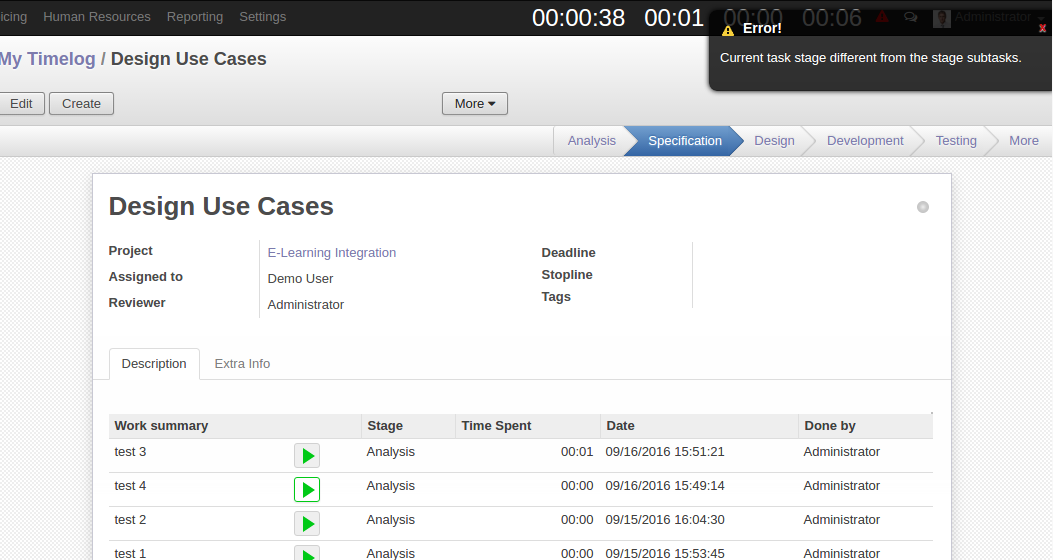 icing Human Resources Reporting Settings 00:00:38 00:01 00:00 00:06 Administrator
Error! x
Current task stage different from the stage subtasks.
My Timelog / Design Use Cases
Edit Create More
Analysis Specification Design Development Testing More
Design Use Cases
Project E-Learning Integration
Assigned to Demo User
Reviewer Administrator
Deadline
Stopline
Tags
Description Extra Info
Work summary Stage Time Spent Date Done by
test 3 Analysis 00:01 09/16/2016 15:51:21 Administrator
test 4 Analysis 00:00 09/16/2016 15:49:14 Administrator
test 2 Analysis 00:00 09/15/2016 16:04:30 Administrator
test 1 Analysis 00:00 09/15/2016 15:53:45 Administrator